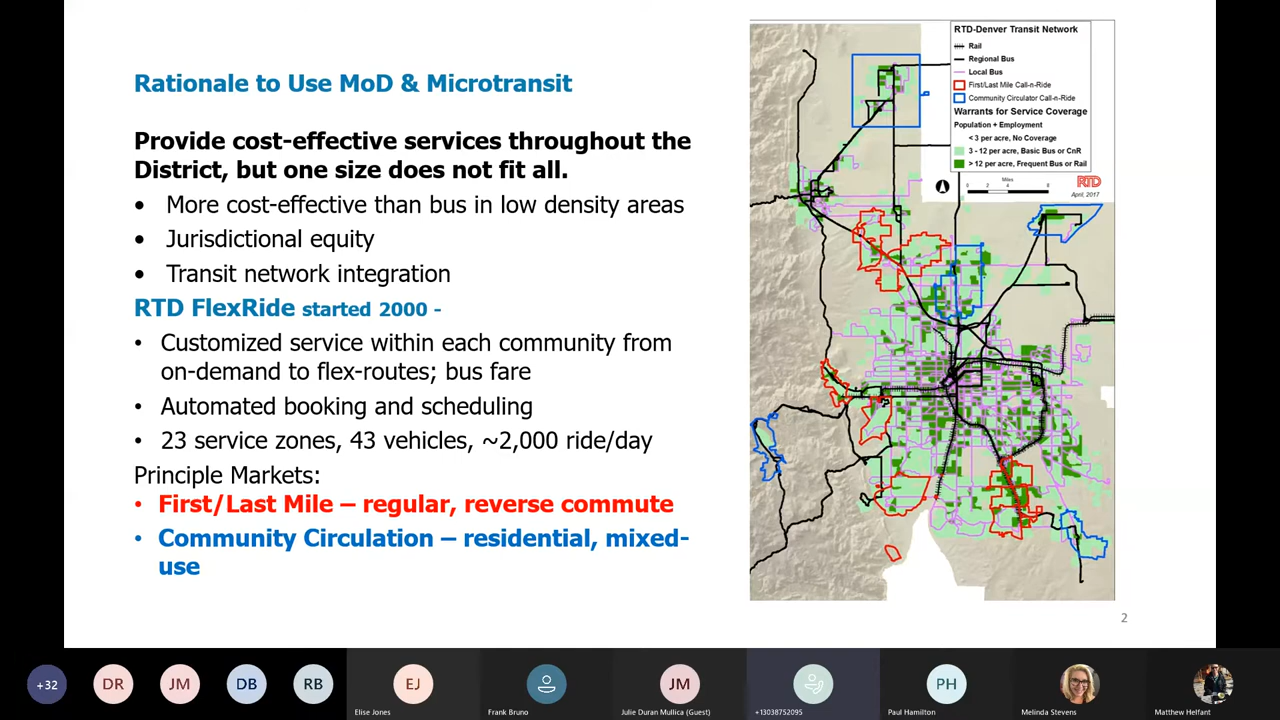 Rationale to Use MoD & Microtransit
Provide cost-effective services throughout the
District, but one size does not fit all.
• More cost-effective than bus in low density areas
• Jurisdictional equity
• Transit network integration
RTD FlexRide started 2000 -
• Customized service within each community from
on-demand to flex-routes; bus fare
• Automated booking and scheduling
• 23 service zones, 43 vehicles, ~2,000 ride/day
Principle Markets:
• First/Last Mile – regular, reverse commute
• Community Circulation – residential, mixed-
use
RTD-Denver Transit Network
Rail
Regional Bus
Local Bus
First/Last Mile Call-n-Ride
Community Circulator Call-n-Ride
Warrants for Service Coverage
Population + Employment
< 3 per acre, No Coverage
3 - 12 per acre, Basic Bus or CnR
> 12 per acre, Frequent Bus or Rail
Miles
0 2 4 8
RTD
April, 2017
2
+32
DR
JM
DB
RB
EJ
JM
PH
Elise Jones
Frank Bruno
Julie Duran Mullica (Guest)
+13038752095
Paul Hamilton
Melinda Stevens
Matthew Helfant